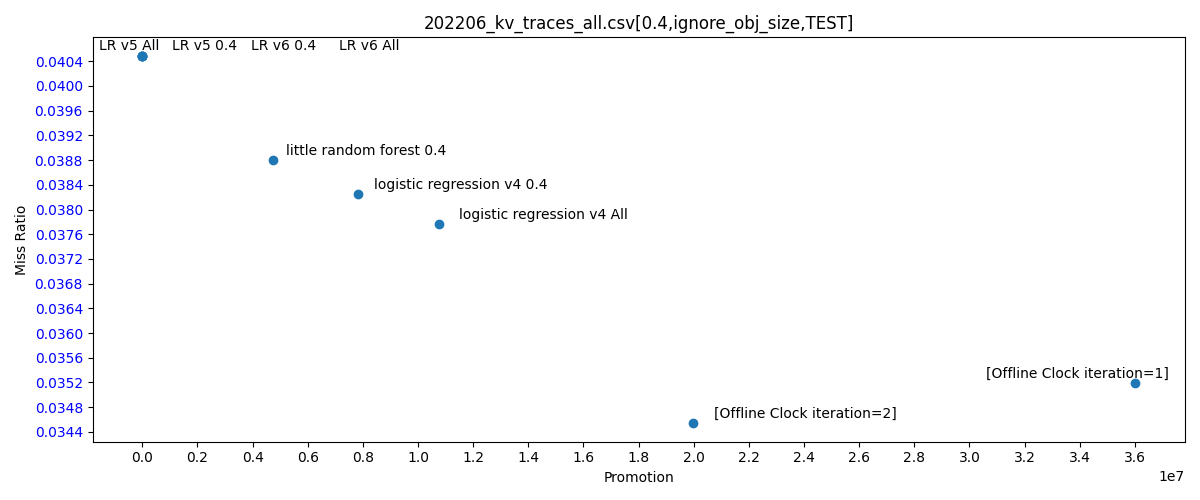 202206_kv_traces_all.csv[0.4,ignore_obj_size,TEST]
LR v5 All LR v5 0.4 LR v6 0.4 LR v6 All
little random forest 0.4
logistic regression v4 0.4
logistic regression v4 All
[Offline Clock iteration=1]
[Offline Clock iteration=2]
Miss Ratio
0.0404
0.0400
0.0396
0.0392
0.0388
0.0384
0.0380
0.0376
0.0372
0.0368
0.0364
0.0360
0.0356
0.0352
0.0348
0.0344
0.0 0.2 0.4 0.6 0.8 1.0 1.2 1.4 1.6 1.8 2.0 2.2 2.4 2.6 2.8 3.0 3.2 3.4 3.6
1e7
Promotion